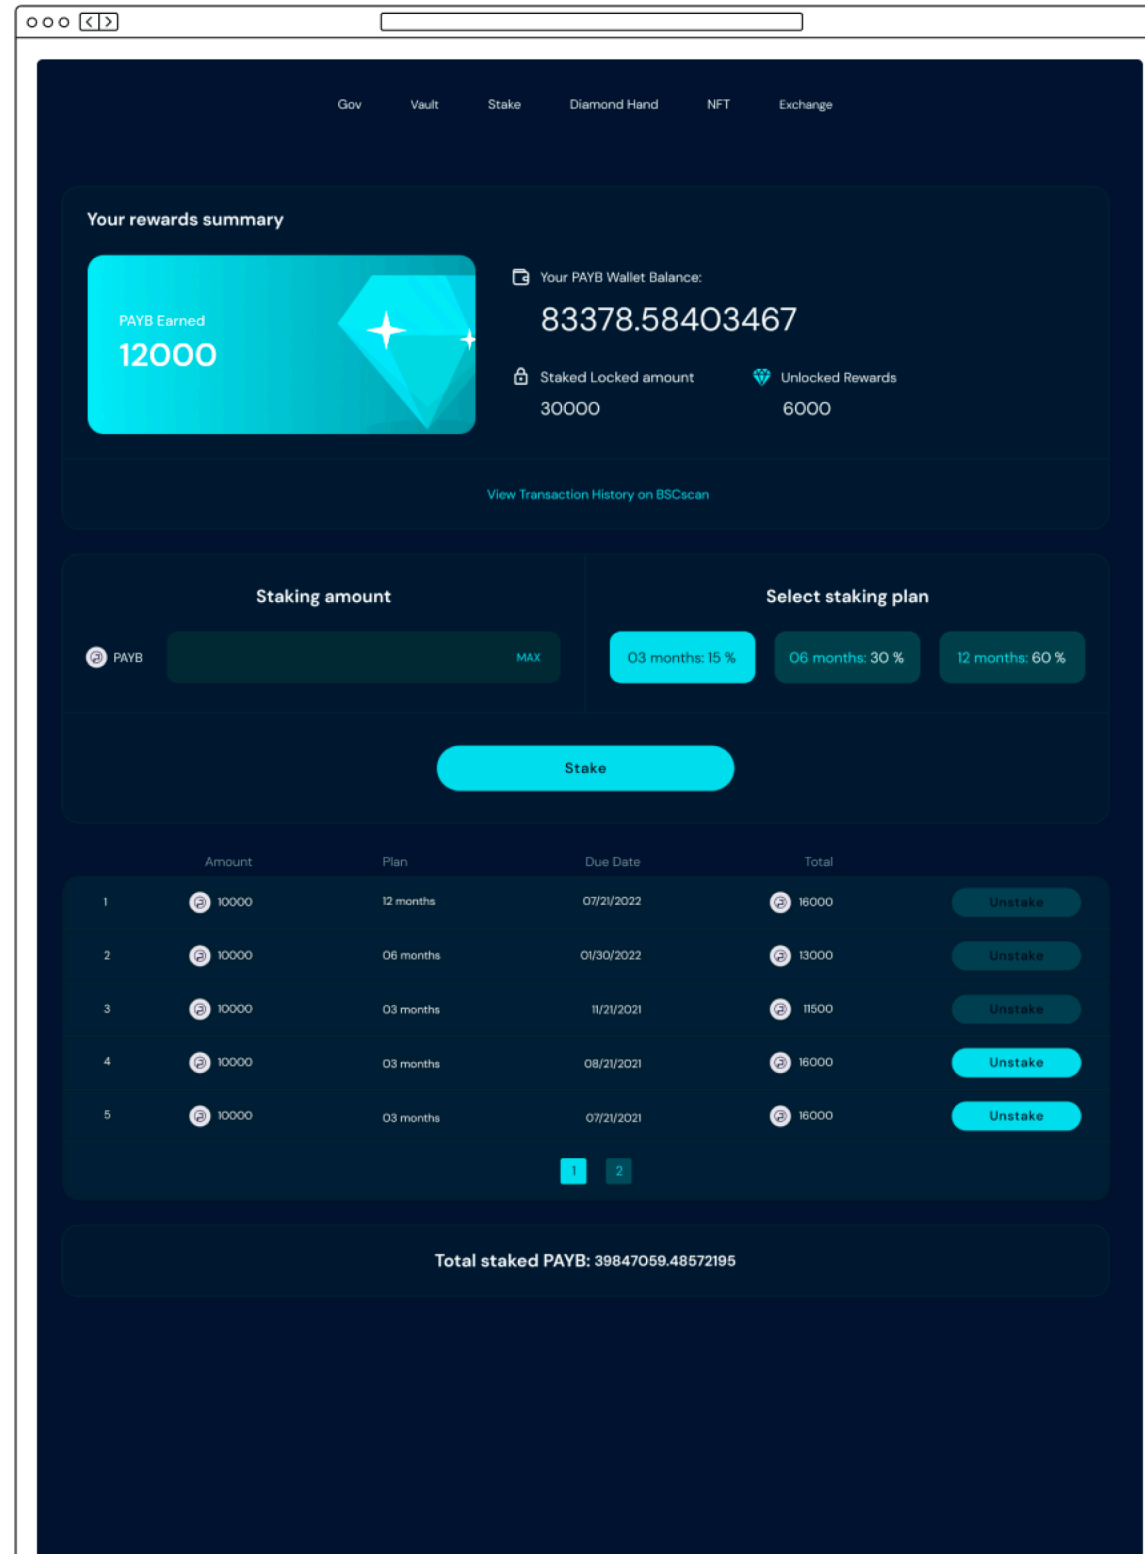 Gov Vault Stake Diamond Hand NFT Exchange
Your rewards summary
PAYB Earned
12000
Your PAYB Wallet Balance:
83378.58403467
Staked Locked amount
30000
Unlocked Rewards
6000
View Transaction History on BSCscan
Staking amount
PAYB MAX
Select staking plan
03 months: 15 % 06 months: 30 % 12 months: 60 %
Stake
Amount Plan Due Date Total
1 10000 12 months 07/21/2022 16000 Unstake
2 10000 06 months 01/30/2022 13000 Unstake
3 10000 03 months 11/21/2021 11500 Unstake
4 10000 03 months 08/21/2021 16000 Unstake
5 10000 03 months 07/21/2021 16000 Unstake
1 2
Total staked PAYB: 39847059.48572195